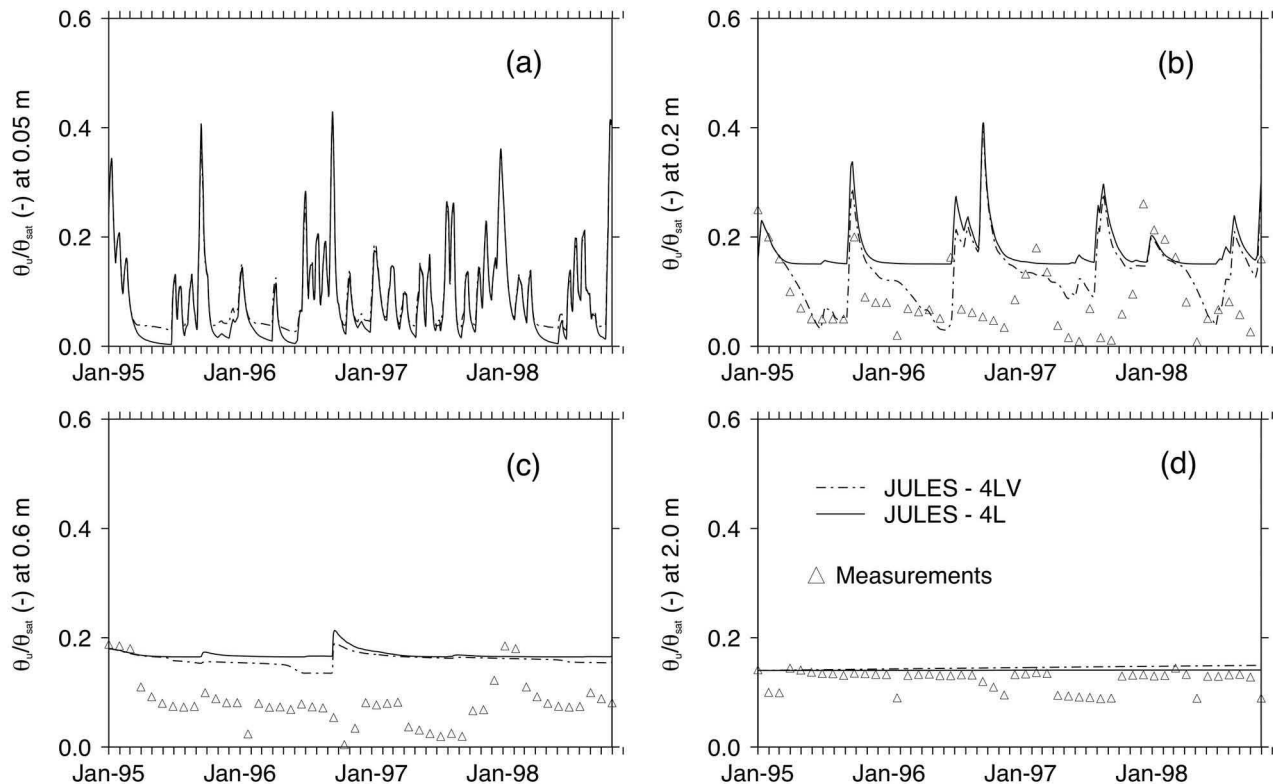 0.6
(a)
0.4
0.2
0.0
θu/θsat (-) at 0.05 m
Jan-95 Jan-96 Jan-97 Jan-98
0.6
(b)
0.4
0.2
0.0
θu/θsat (-) at 0.2 m
Jan-95 Jan-96 Jan-97 Jan-98
0.6
(c)
0.4
0.2
0.0
θu/θsat (-) at 0.6 m
Jan-95 Jan-96 Jan-97 Jan-98
0.6
(d)
0.4
0.2
0.0
θu/θsat (-) at 2.0 m
JULES - 4LV
JULES - 4L
Measurements
Jan-95 Jan-96 Jan-97 Jan-98